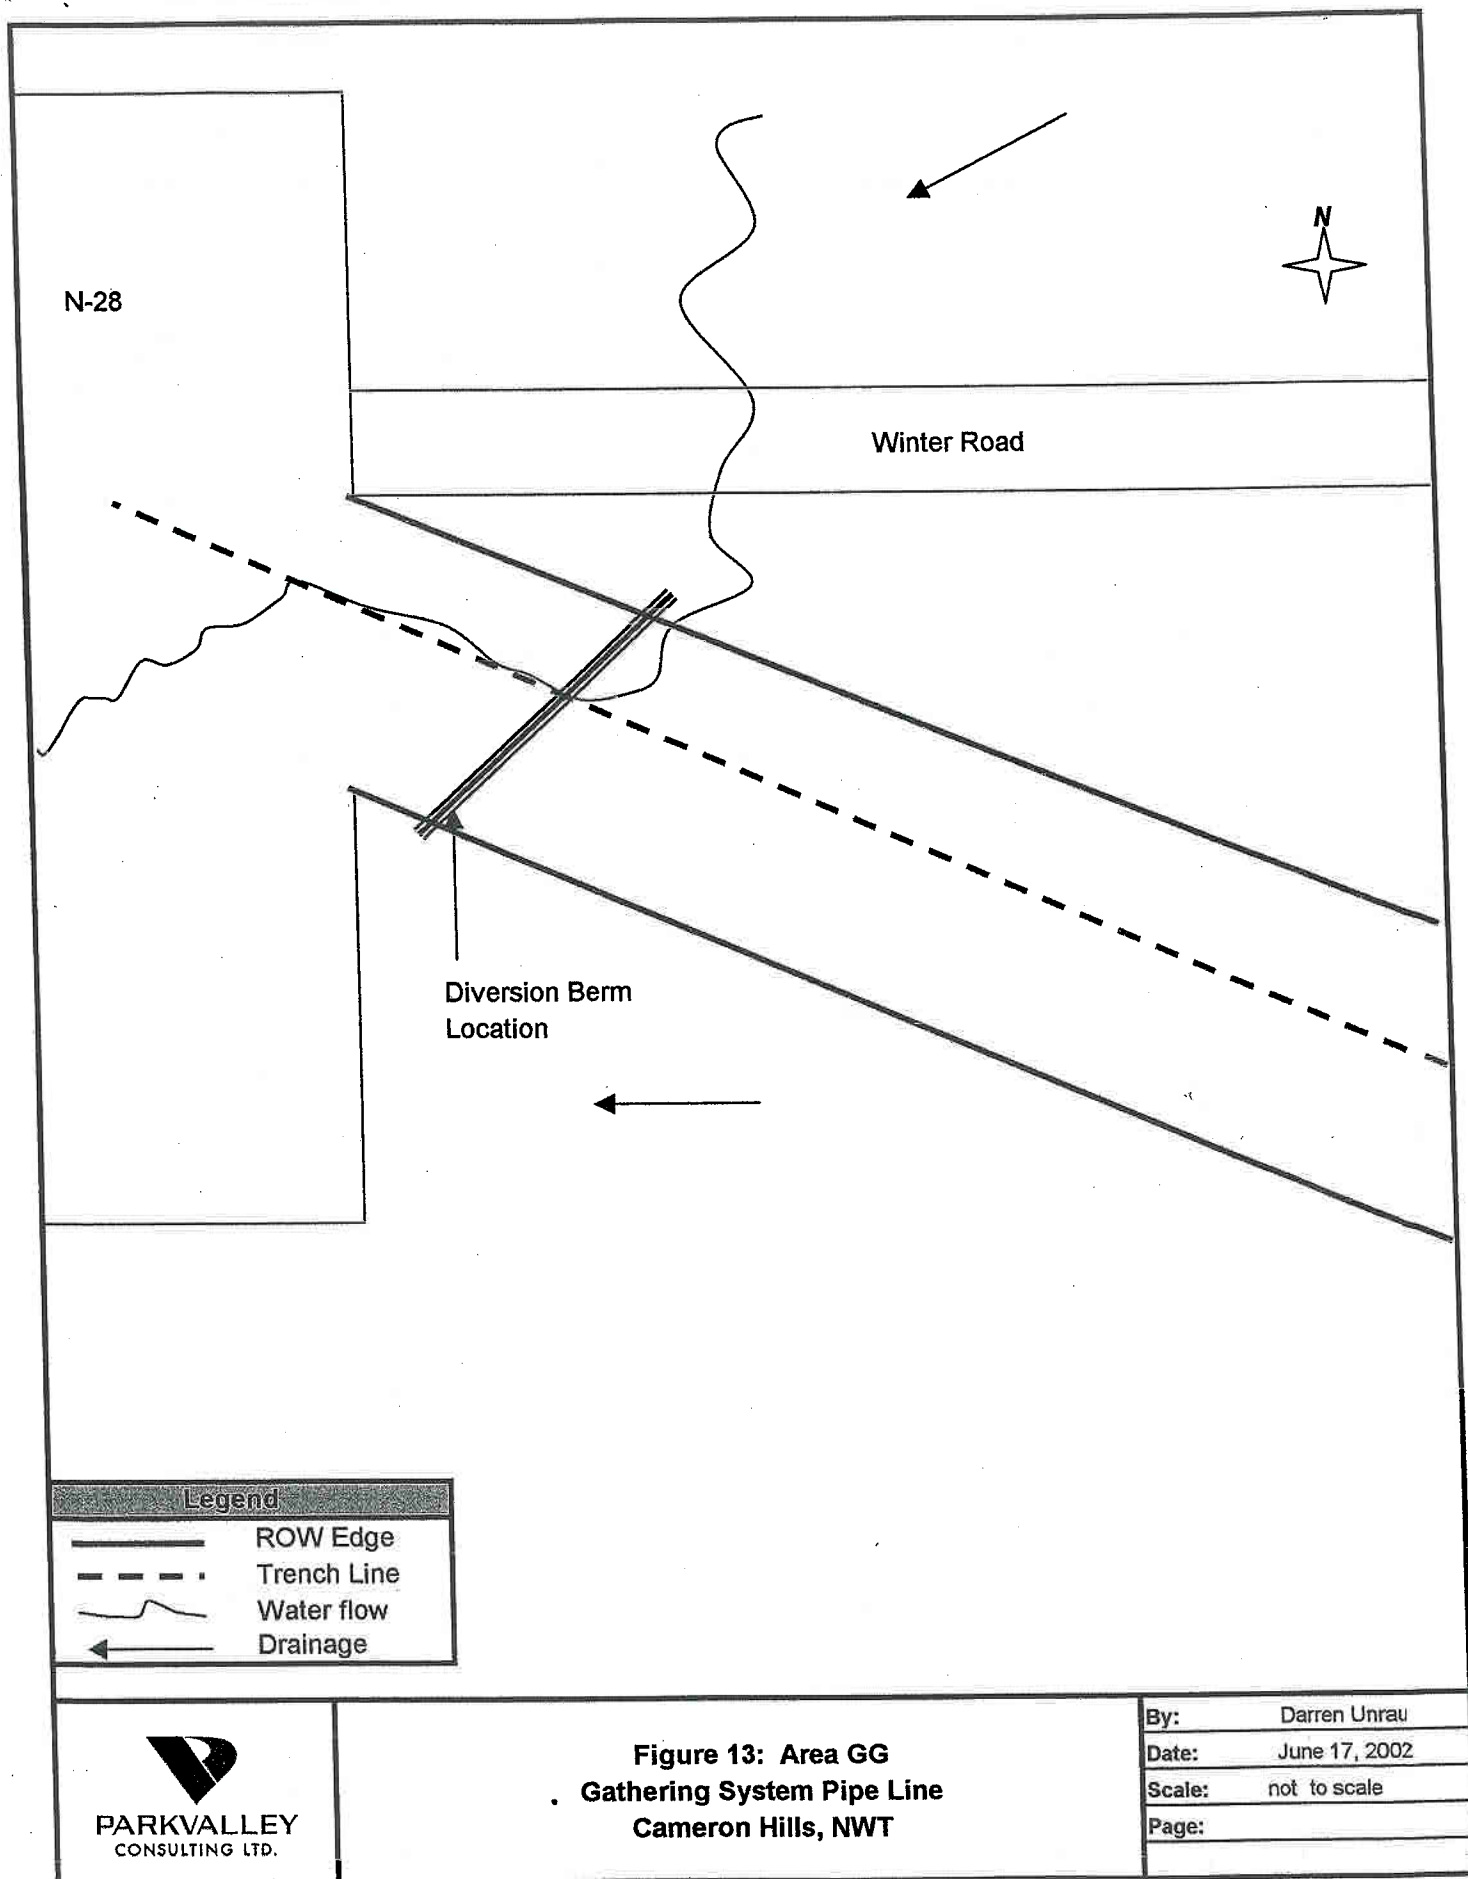 N
N-28
Winter Road
Diversion Berm
Location
Legend
ROW Edge
Trench Line
Water flow
Drainage
PARKVALLEY
CONSULTING LTD.
Figure 13: Area GG
Gathering System Pipe Line
Cameron Hills, NWT
By: Darren Unrau
Date: June 17, 2002
Scale: not to scale
Page: